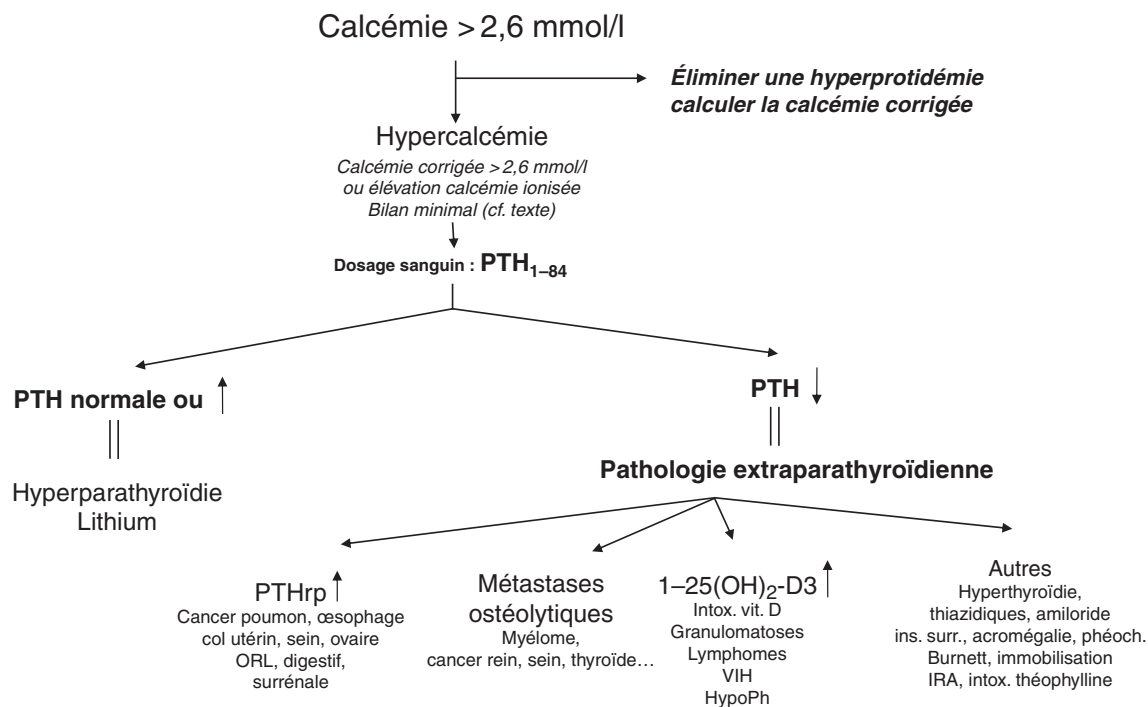 Calcémie > 2,6 mmol/l
Éliminer une hyperprotidémie
calculer la calcémie corrigée
Hypercalcémie
Calcémie corrigée > 2,6 mmol/l
ou élévation calcémie ionisée
Bilan minimal (cf. texte)
Dosage sanguin : PTH1–84
PTH normale ou
Hyperparathyroïdie
Lithium
PTH
Pathologie extraparathyroïdienne
PTHrp
Cancer poumon, œsophage
col utérin, sein, ovaire
ORL, digestif,
surrénale
Métastases
ostéolytiques
Myélome,
cancer rein, sein, thyroïde…
1–25(OH)2-D3
Intox. vit. D
Granulomatoses
Lymphomes
VIH
HypoPh
Autres
Hyperthyroïdie,
thiazidiques, amiloride
ins. surr., acromégalie, phéoch.
Burnett, immobilisation
IRA, intox. théophylline